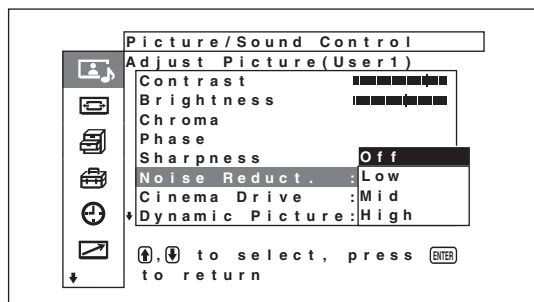 Picture/Sound Control
Adjust Picture(User1)
Contrast
Brightness
Chroma
Phase
Sharpness
Off
Noise Reduct. :Low
Cinema Drive :Mid
Dynamic Picture:High
, to select, press ENTER
to return